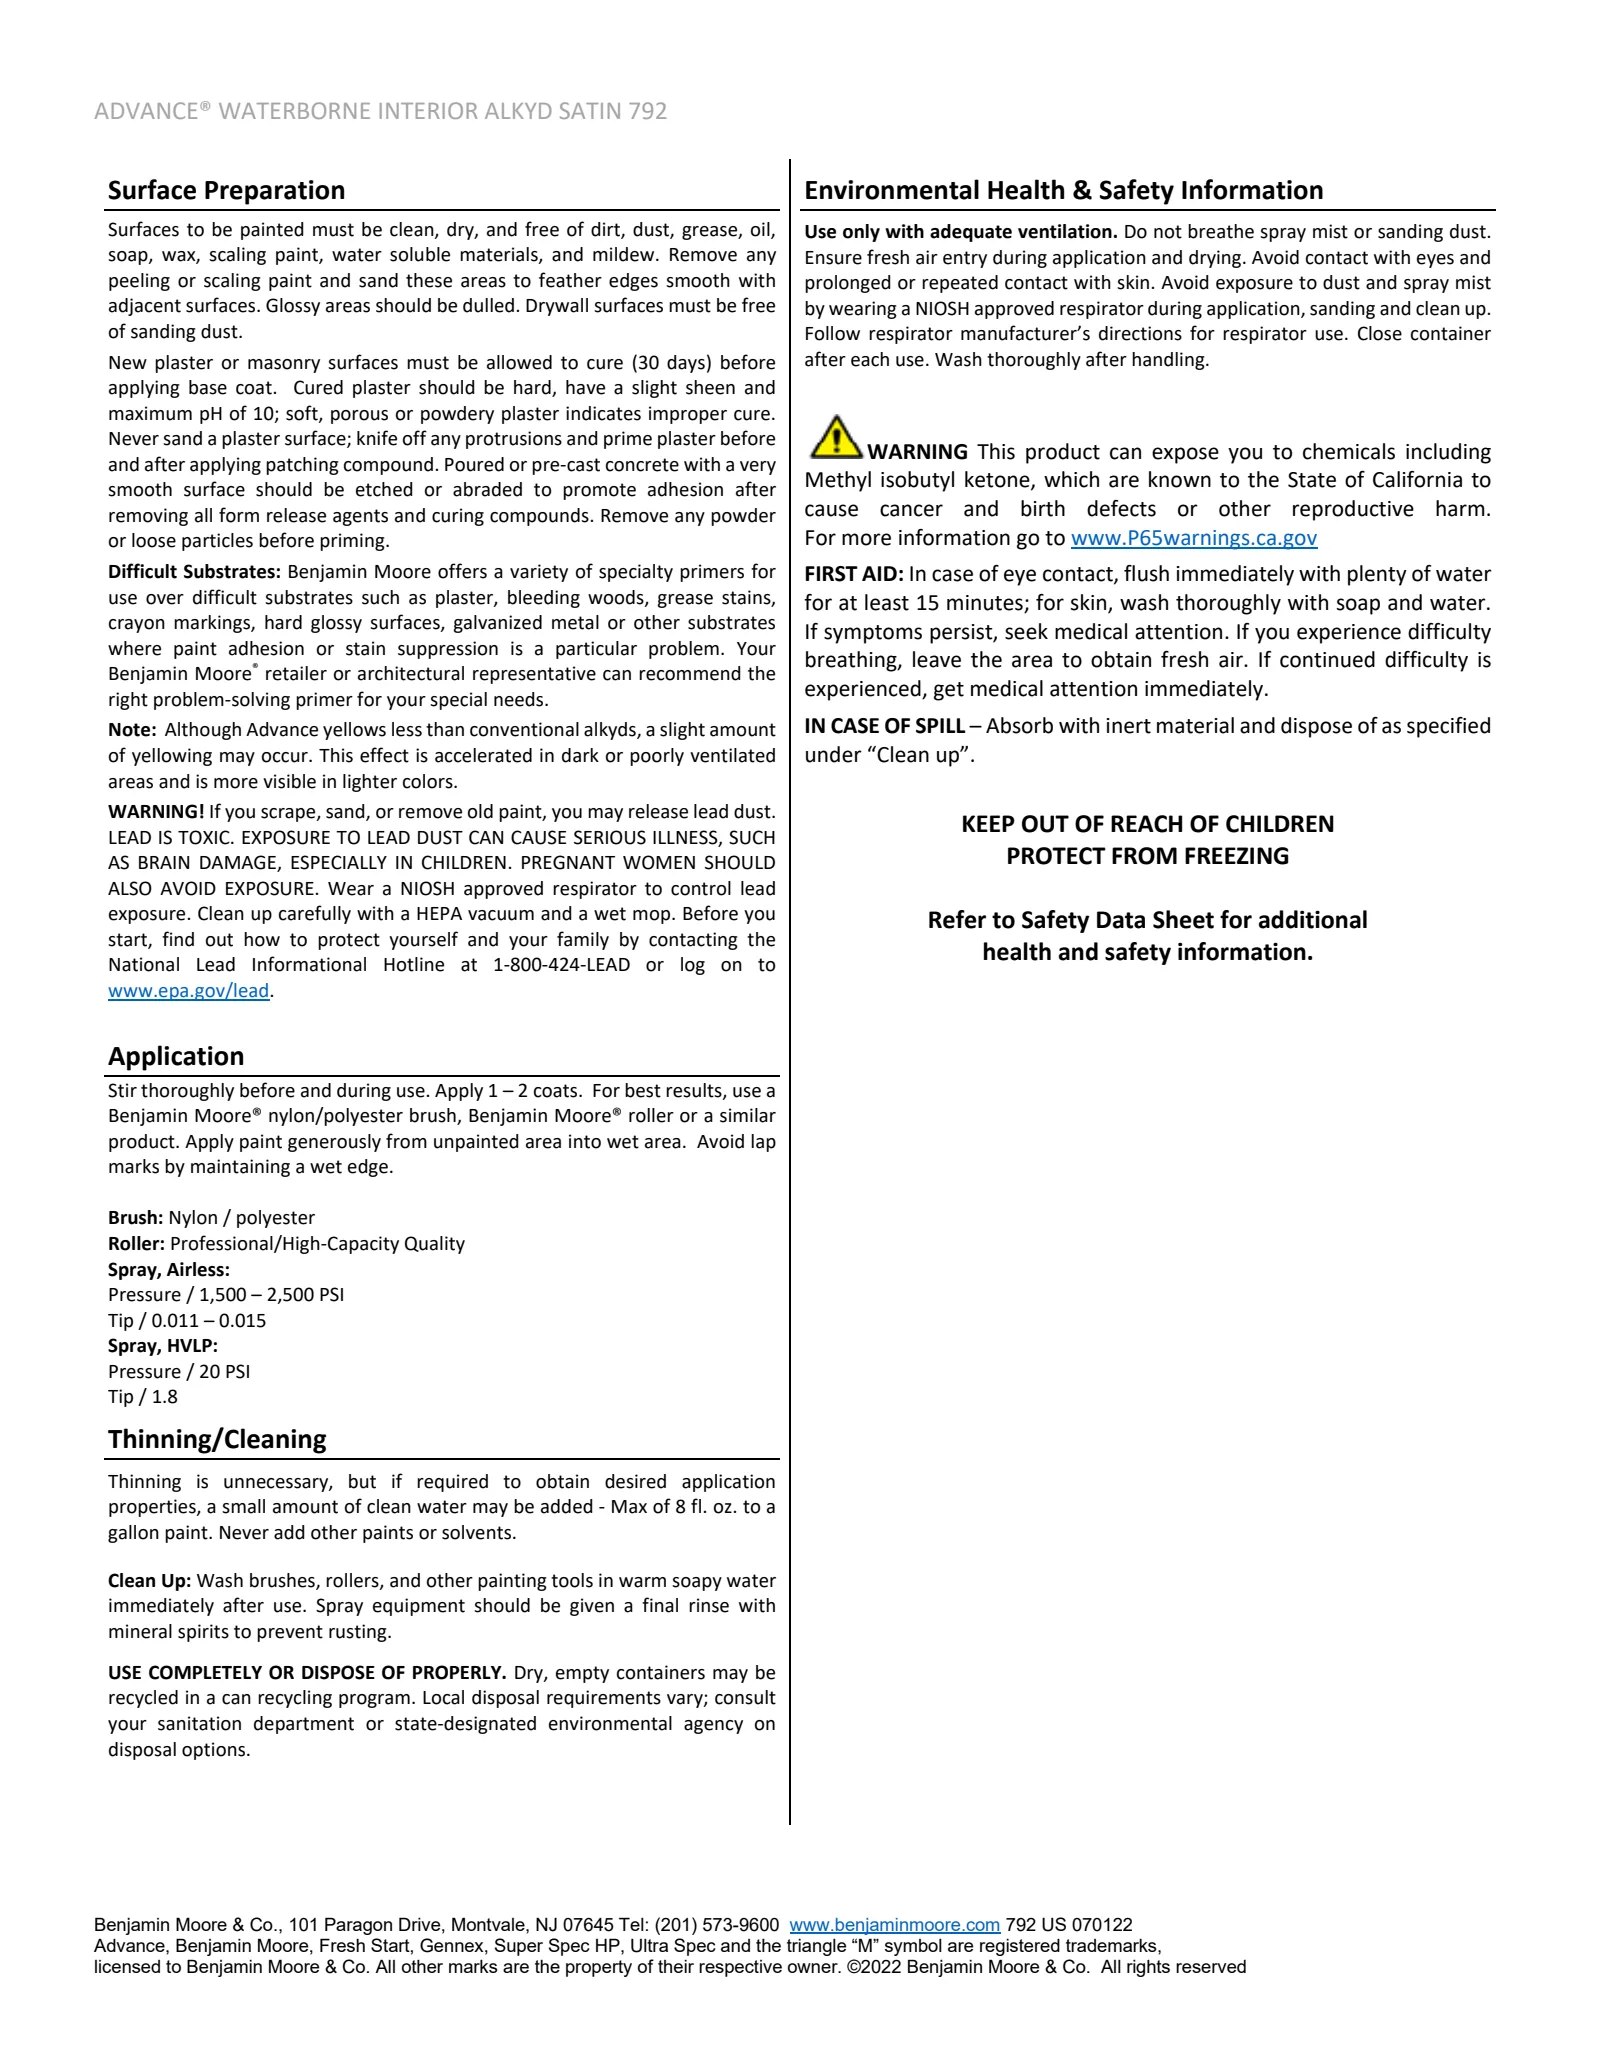 ADVANCE® WATERBORNE INTERIOR ALKYD SATIN 792
Surface Preparation
Surfaces to be painted must be clean, dry, and free of dirt, dust, grease, oil,
soap, wax, scaling paint, water soluble materials, and mildew. Remove any
peeling or scaling paint and sand these areas to feather edges smooth with
adjacent surfaces. Glossy areas should be dulled. Drywall surfaces must be free
of sanding dust.
New plaster or masonry surfaces must be allowed to cure (30 days) before
applying base coat. Cured plaster should be hard, have a slight sheen and
maximum pH of 10; soft, porous or powdery plaster indicates improper cure.
Never sand a plaster surface; knife off any protrusions and prime plaster before
and after applying patching compound. Poured or pre-cast concrete with a very
smooth surface should be etched or abraded to promote adhesion after
removing all form release agents and curing compounds. Remove any powder
or loose particles before priming.
Difficult Substrates: Benjamin Moore offers a variety of specialty primers for
use over difficult substrates such as plaster, bleeding woods, grease stains,
crayon markings, hard glossy surfaces, galvanized metal or other substrates
where paint adhesion or stain suppression is a particular problem. Your
Benjamin Moore® retailer or architectural representative can recommend the
right problem-solving primer for your special needs.
Note: Although Advance yellows less than conventional alkyds, a slight amount
of yellowing may occur. This effect is accelerated in dark or poorly ventilated
areas and is more visible in lighter colors.
WARNING! If you scrape, sand, or remove old paint, you may release lead dust.
LEAD IS TOXIC. EXPOSURE TO LEAD DUST CAN CAUSE SERIOUS ILLNESS, SUCH
AS BRAIN DAMAGE, ESPECIALLY IN CHILDREN. PREGNANT WOMEN SHOULD
ALSO AVOID EXPOSURE. Wear a NIOSH approved respirator to control lead
exposure. Clean up carefully with a HEPA vacuum and a wet mop. Before you
start, find out how to protect yourself and your family by contacting the
National Lead Informational Hotline at 1-800-424-LEAD or log on to
www.epa.gov/lead.
Application
Stir thoroughly before and during use. Apply 1 – 2 coats. For best results, use a
Benjamin Moore® nylon/polyester brush, Benjamin Moore® roller or a similar
product. Apply paint generously from unpainted area into wet area. Avoid lap
marks by maintaining a wet edge.
Brush: Nylon / polyester
Roller: Professional/High-Capacity Quality
Spray, Airless:
Pressure / 1,500 – 2,500 PSI
Tip / 0.011 – 0.015
Spray, HVLP:
Pressure / 20 PSI
Tip / 1.8
Thinning/Cleaning
Thinning is unnecessary, but if required to obtain desired application
properties, a small amount of clean water may be added - Max of 8 fl. oz. to a
gallon paint. Never add other paints or solvents.
Clean Up: Wash brushes, rollers, and other painting tools in warm soapy water
immediately after use. Spray equipment should be given a final rinse with
mineral spirits to prevent rusting.
USE COMPLETELY OR DISPOSE OF PROPERLY. Dry, empty containers may be
recycled in a can recycling program. Local disposal requirements vary; consult
your sanitation department or state-designated environmental agency on
disposal options.
Environmental Health & Safety Information
Use only with adequate ventilation. Do not breathe spray mist or sanding dust.
Ensure fresh air entry during application and drying. Avoid contact with eyes and
prolonged or repeated contact with skin. Avoid exposure to dust and spray mist
by wearing a NIOSH approved respirator during application, sanding and clean up.
Follow respirator manufacturer’s directions for respirator use. Close container
after each use. Wash thoroughly after handling.
WARNING This product can expose you to chemicals including
Methyl isobutyl ketone, which are known to the State of California to
cause cancer and birth defects or other reproductive harm.
For more information go to www.P65warnings.ca.gov
FIRST AID: In case of eye contact, flush immediately with plenty of water
for at least 15 minutes; for skin, wash thoroughly with soap and water.
If symptoms persist, seek medical attention. If you experience difficulty
breathing, leave the area to obtain fresh air. If continued difficulty is
experienced, get medical attention immediately.
IN CASE OF SPILL – Absorb with inert material and dispose of as specified
under “Clean up”.
KEEP OUT OF REACH OF CHILDREN
PROTECT FROM FREEZING
Refer to Safety Data Sheet for additional
health and safety information.
Benjamin Moore & Co., 101 Paragon Drive, Montvale, NJ 07645 Tel: (201) 573-9600 www.benjaminmoore.com 792 US 070122
Advance, Benjamin Moore, Fresh Start, Gennex, Super Spec HP, Ultra Spec and the triangle “M” symbol are registered trademarks,
licensed to Benjamin Moore & Co. All other marks are the property of their respective owner. ©2022 Benjamin Moore & Co. All rights reserved